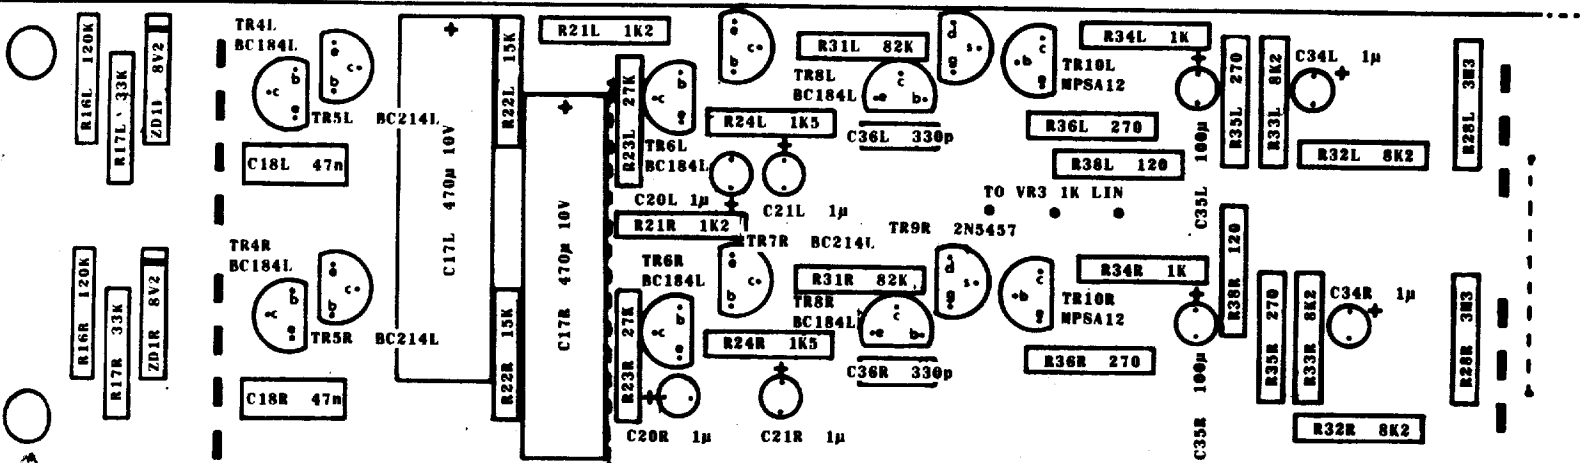 R16L 120K
R17L 33K
ZD1L 8V2
TR4L
BC184L
c
b
e
e
c
b
TR5L BC214L
C18L 47n
C17L 470µ 10V
+
R22L 15K
R21L 1K2
C17R 470µ 10V
+
R23L 27K
b
c
e
TR6L
BC184L
e
c
b
R24L 1K5
C20L 1µ
+
C21L 1µ
+
R31L 82K
TR8L
BC184L
c
e
b
C36L 330p
d
s
c
b
e
TR10L
MPSA12
R34L 1K
R36L 270
R38L 120
TO VR3 1K LIN
C35L 100µ
+
R35L 270
R33L 8K2
C34L 1µ
+
R32L 8K2
R28L 3M3
R16R 120K
R17R 33K
ZD1R 8V2
TR4R
BC184L
b
c
e
e
c
b
TR5R BC214L
C18R 47n
R22R 15K
R21R 1K2
R23R 27K
TR6R
BC184L
b
c
e
C20R 1µ
+
TR7R BC214L
e
c
b
R24R 1K5
C21R 1µ
+
R31R 82K
TR8R
BC184L
c
e
b
C36R 330p
TR9R 2N5457
d
s
c
b
e
TR10R
MPSA12
R34R 1K
R36R 270
C35R 100µ
+
R38R 120
R35R 270
R33R 8K2
C34R 1µ
+
R32R 8K2
R28R 3M3